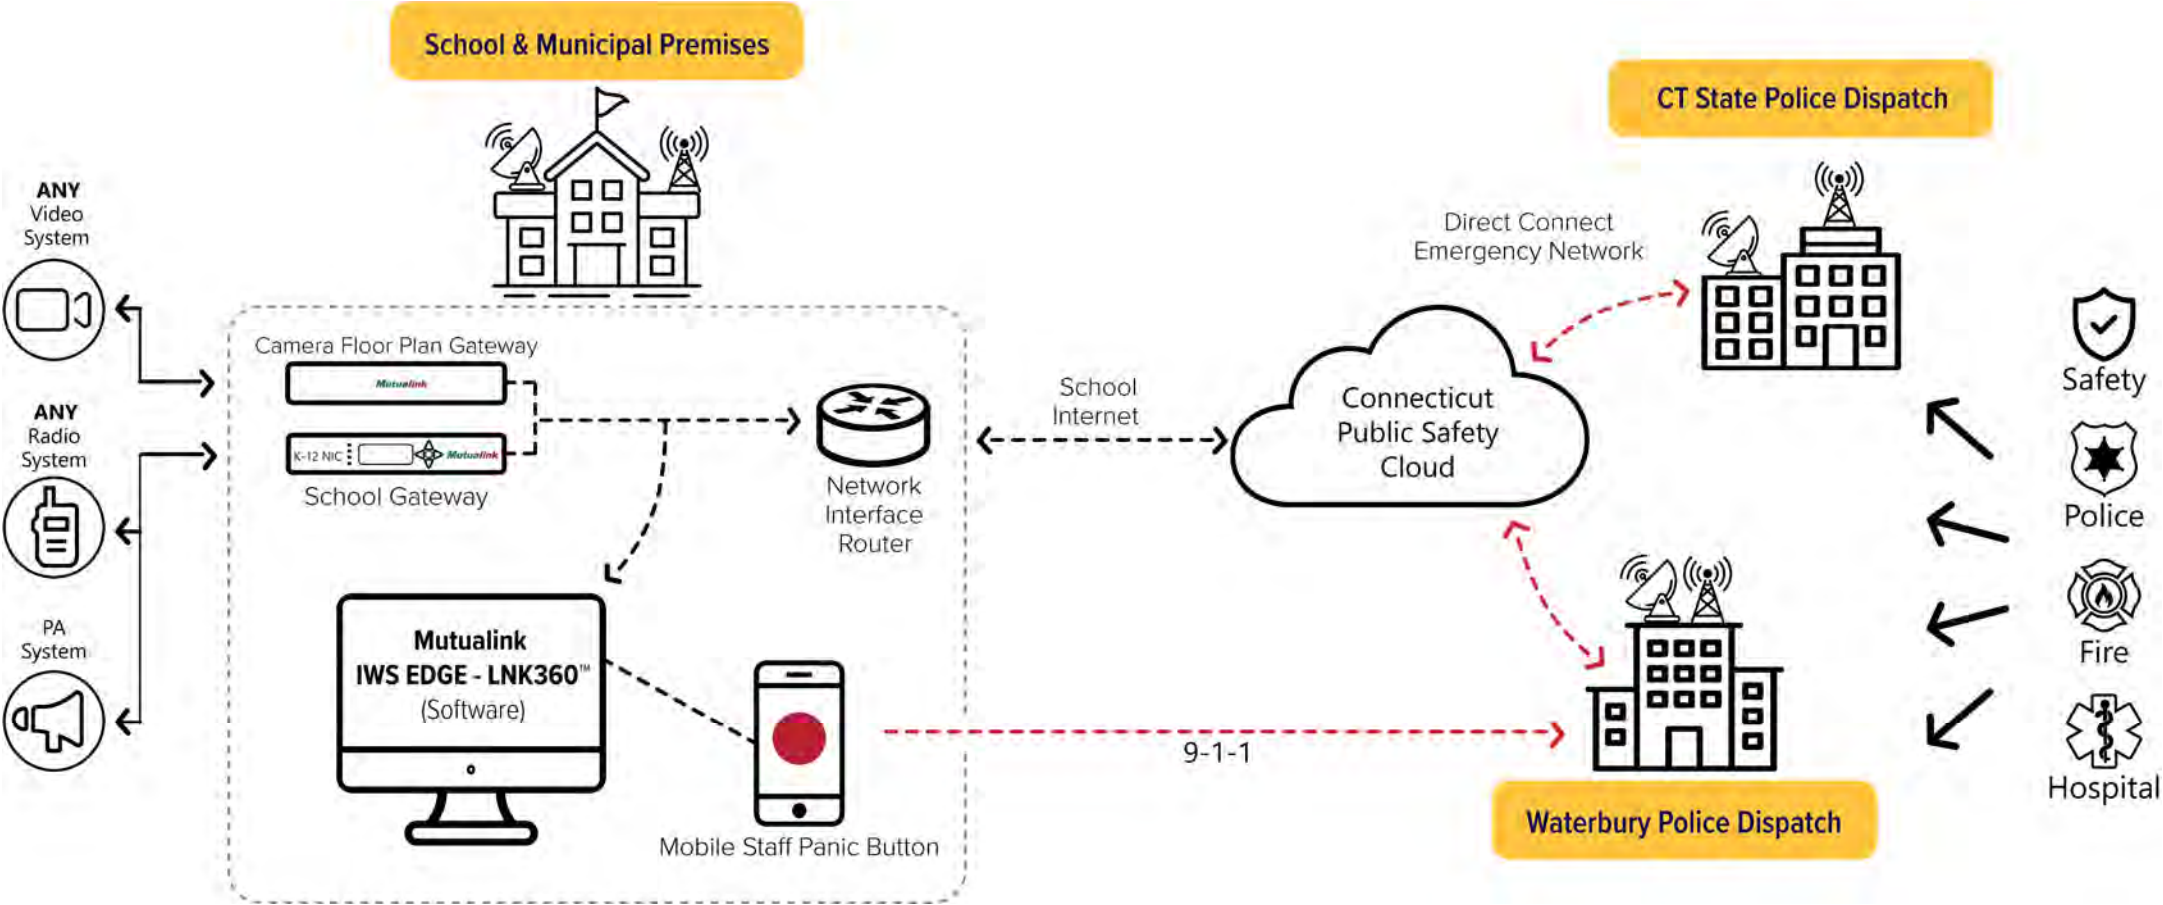 School & Municipal Premises
CT State Police Dispatch
ANY
Video
System
Direct Connect
Emergency Network
Camera Floor Plan Gateway
Mutualink
School
Internet
Connecticut
Public Safety
Cloud
Safety
ANY
Radio
System
K-12 NIC
Mutualink
School Gateway
Network
Interface
Router
Police
PA
System
Mutualink
IWS EDGE - LNK360™
(Software)
Fire
9-1-1
Hospital
Mobile Staff Panic Button
Waterbury Police Dispatch